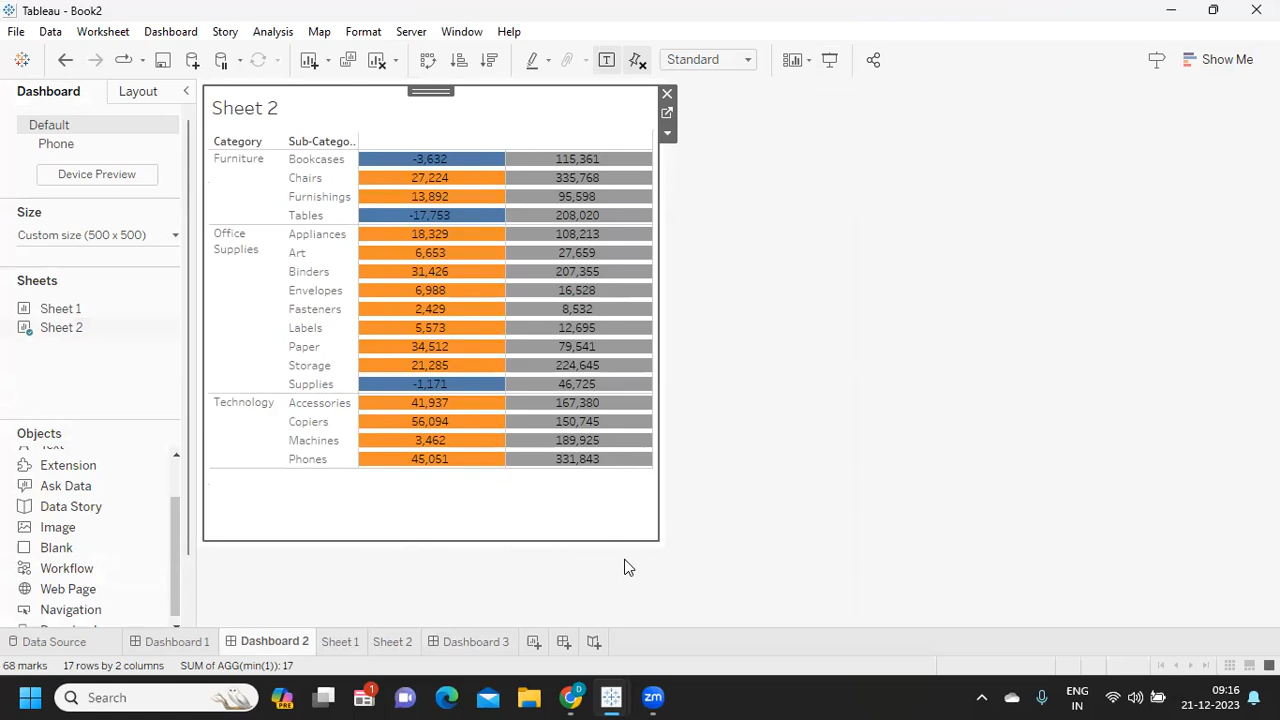 Tableau - Book2
File Data Worksheet Dashboard Story Analysis Map Format Server Window Help
Standard
Show Me
Dashboard Layout
Default
Phone
Device Preview
Size
Custom size (500 x 500)
Sheets
Sheet 1
Sheet 2
Objects
Extension
Ask Data
Data Story
Image
Blank
Workflow
Web Page
Navigation
Sheet 2
Category Sub-Catego..
Furniture Bookcases -3,632 115,361
Chairs 27,224 335,768
Furnishings 13,892 95,598
Tables -17,753 208,020
Office Supplies Appliances 18,329 108,213
Art 6,653 27,659
Binders 31,426 207,355
Envelopes 6,988 16,528
Fasteners 2,429 8,532
Labels 5,573 12,695
Paper 34,512 79,541
Storage 21,285 224,645
Supplies -1,171 46,725
Technology Accessories 41,937 167,380
Copiers 56,094 150,745
Machines 3,462 189,925
Phones 45,051 331,843
Data Source Dashboard 1 Dashboard 2 Sheet 1 Sheet 2 Dashboard 3
68 marks 17 rows by 2 columns SUM of AGG(min(1)): 17
Search
PRE
1
D
zm
ENG
IN
09:16
21-12-2023